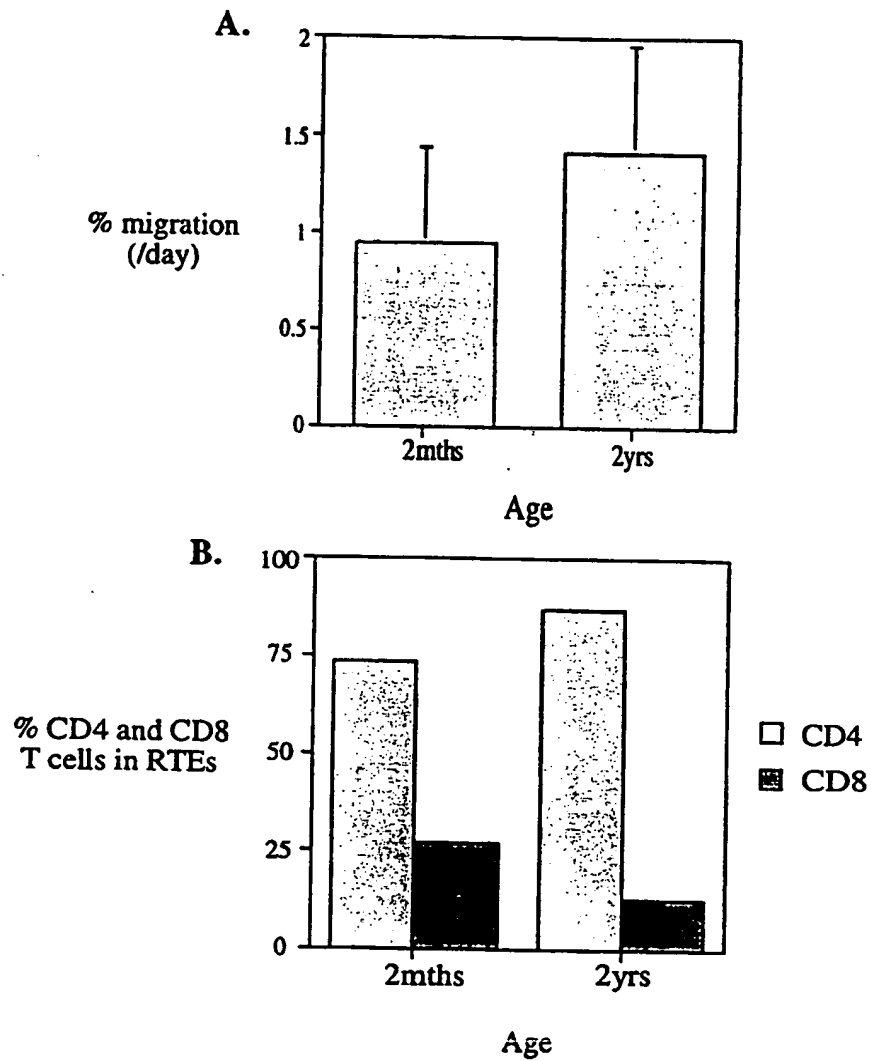 A.
2
1.5
1
0.5
0
% migration
(/day)
2mths
2yrs
Age
B.
100
75
50
25
0
% CD4 and CD8
T cells in RTEs
CD4
CD8
2mths
2yrs
Age